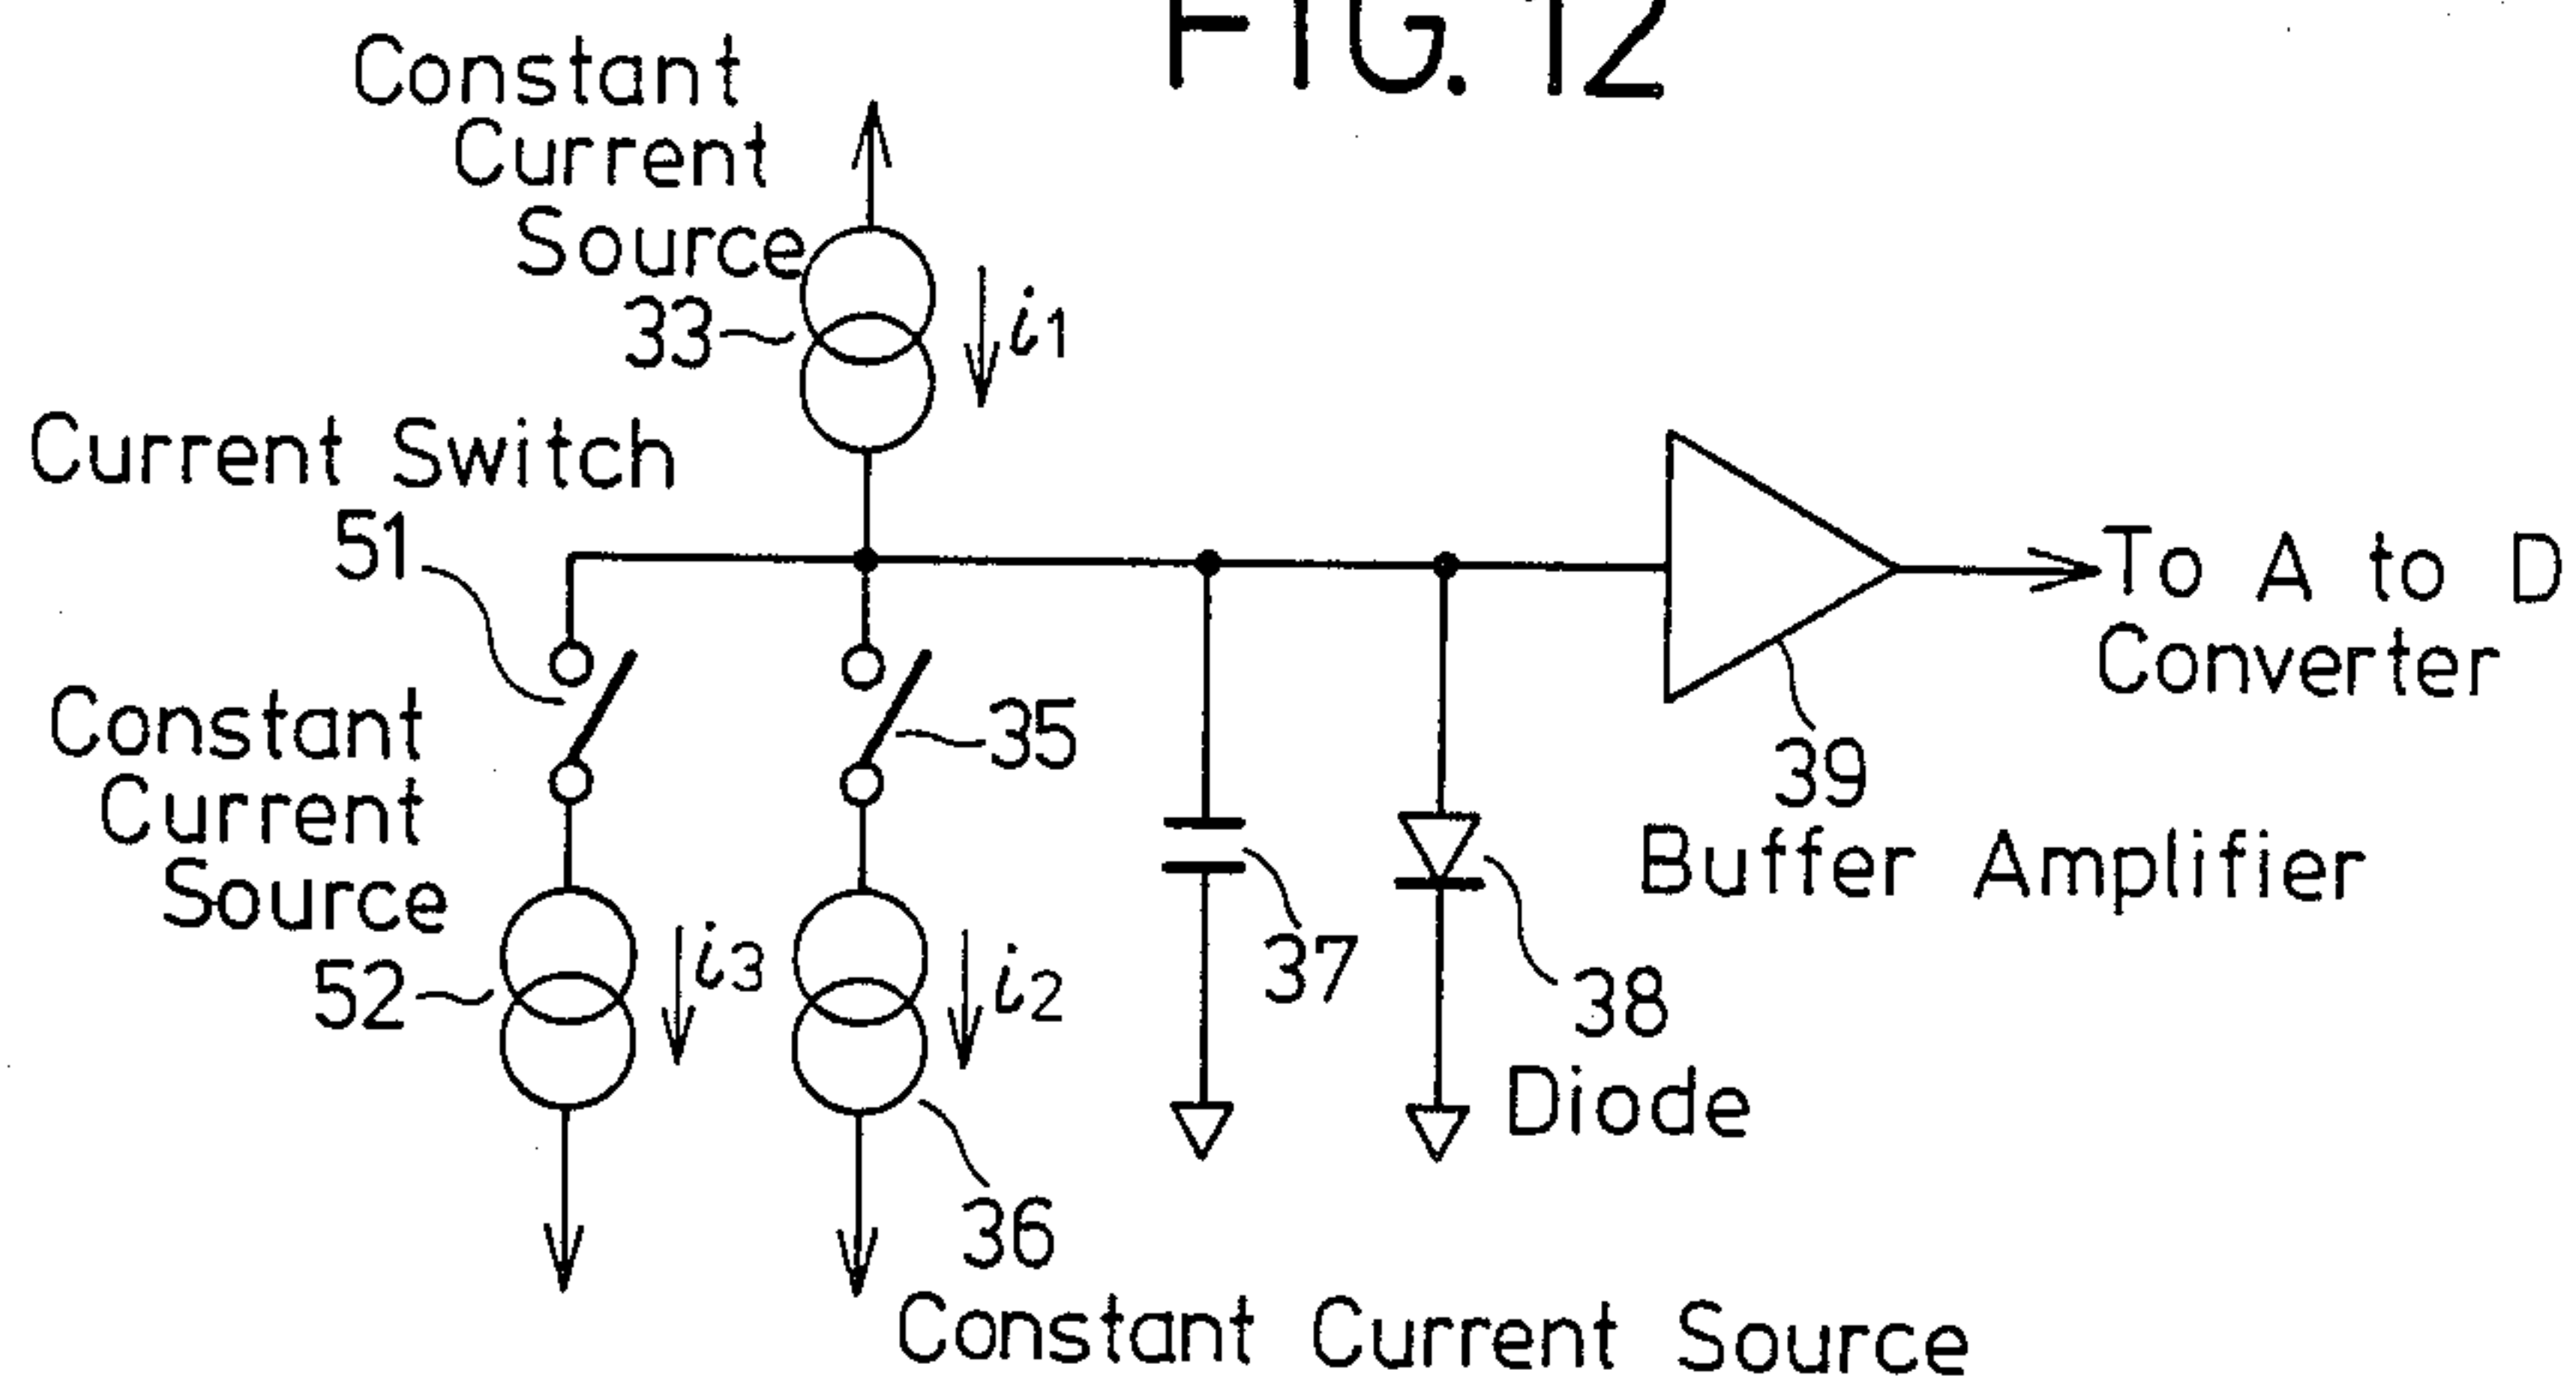 FIG. 12
Constant
Current
Source
33
i1
Current Switch
51
To A to D
Converter
35
39
Buffer Amplifier
Constant
Current
Source
52
i3
i2
37
38
Diode
36
Constant Current Source